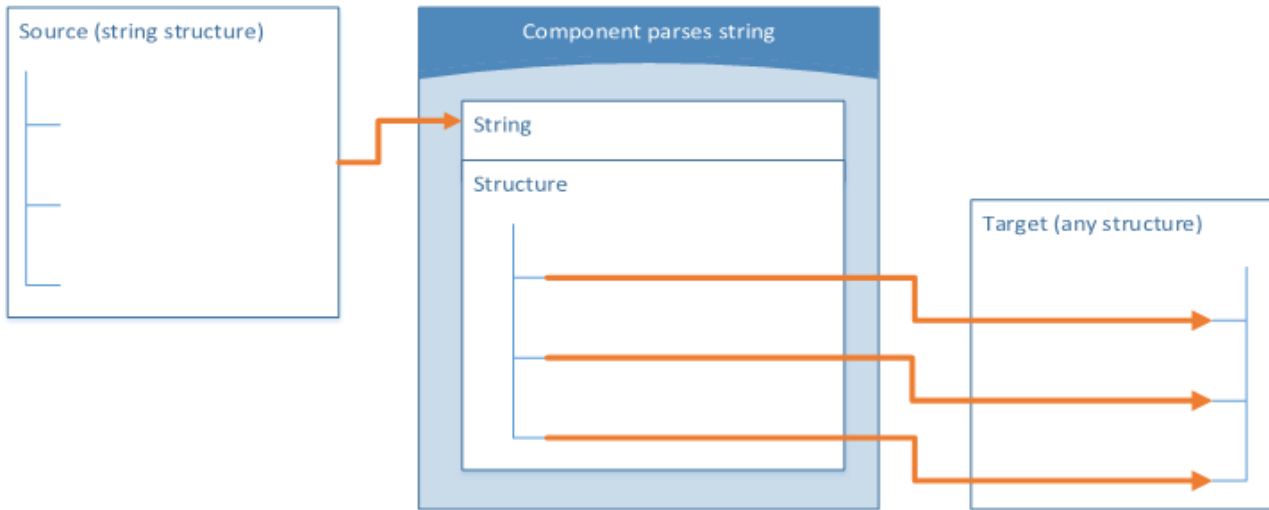 Source (string structure)
Component parses string
String
Structure
Target (any structure)